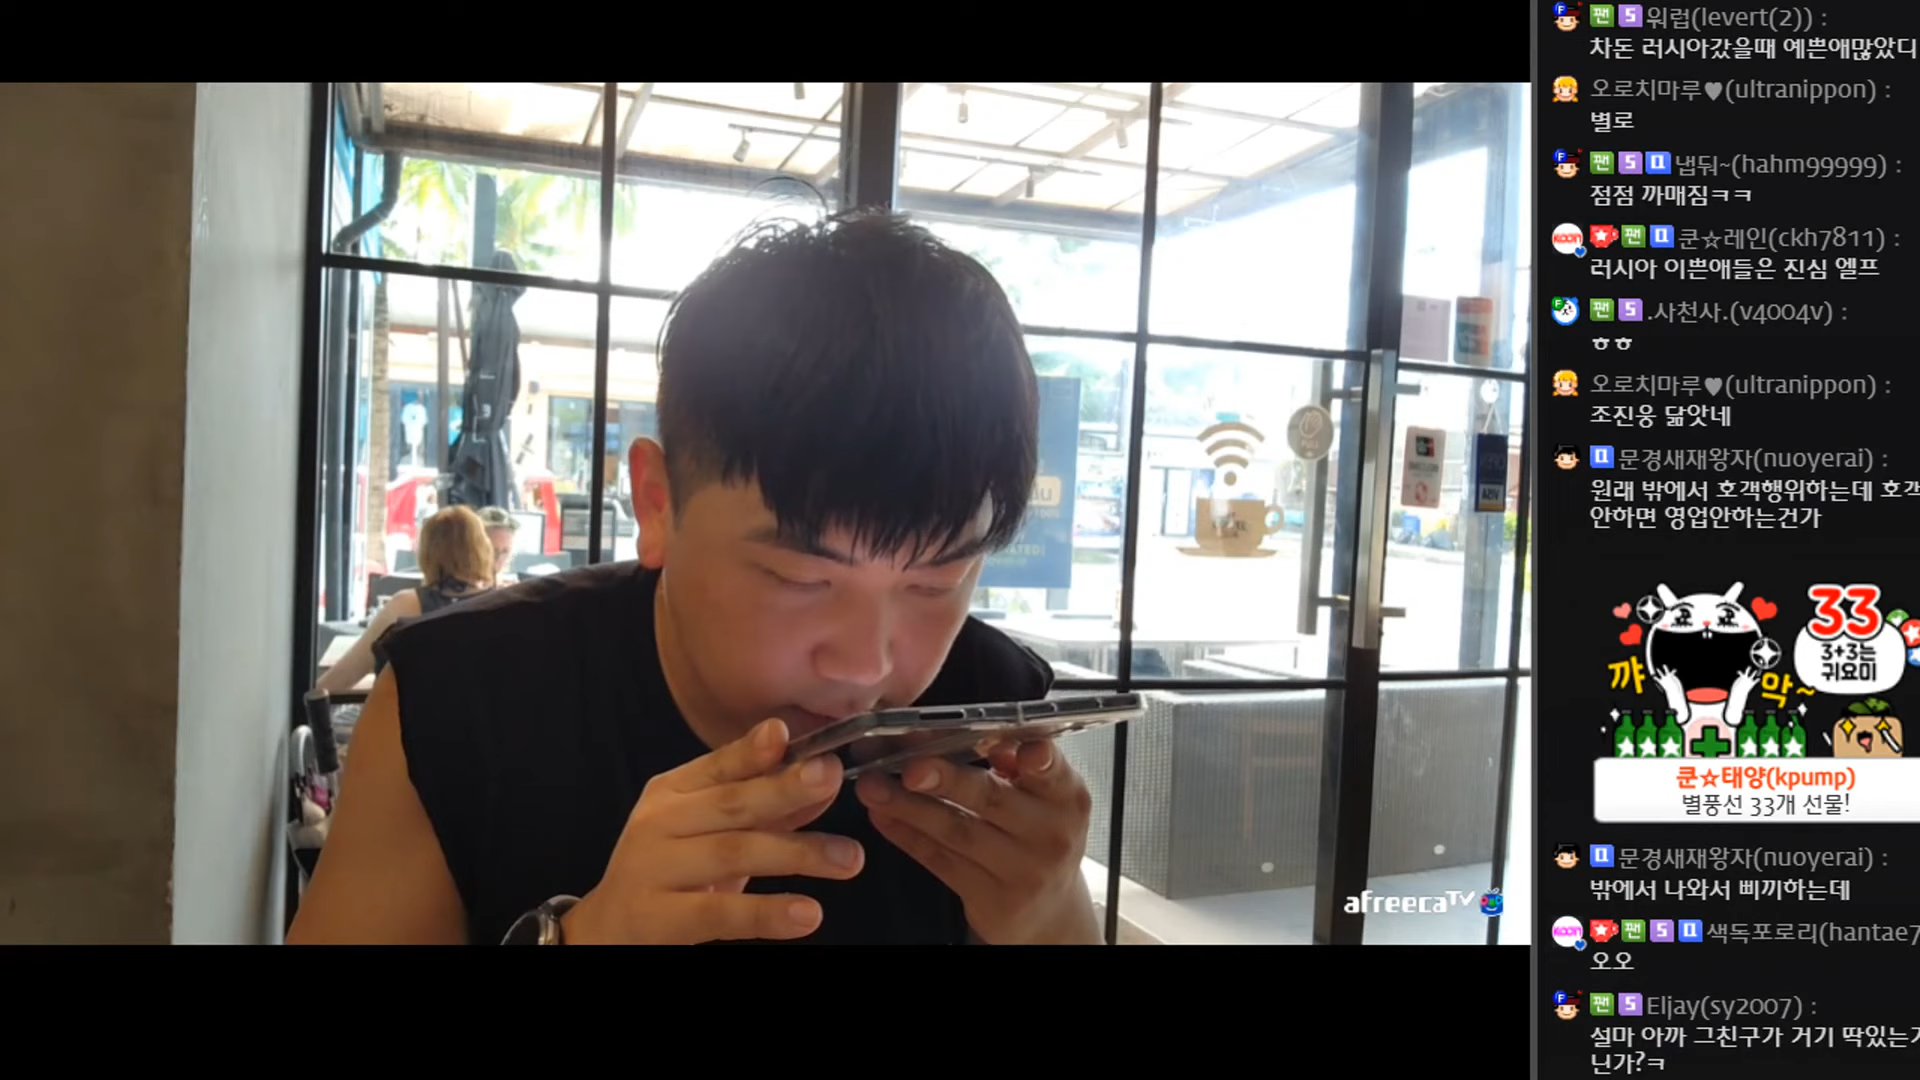 워럽(levert(2)) :
차돈 러시아갔을때 예쁜애많았디
오로치마루♥(ultranippon) :
별로
냅둬~(hahm99999) :
점점 까매짐ㅋㅋ
쿤☆레인(ckh7811) :
러시아 이쁜애들은 진심 엘프
.사천사.(v4004v) :
ㅎㅎ
오로치마루♥(ultranippon) :
조진웅 닮앗네
문경새재왕자(nuoyerai) :
원래 밖에서 호객행위하는데 호객
안하면 영업안하는건가
꺄
악~
33
3+3는
귀요미
쿤☆태양(kpump)
별풍선 33개 선물!
문경새재왕자(nuoyerai) :
밖에서 나와서 삐끼하는데
색독포로리(hantae7
오오
Eljay(sy2007) :
설마 아까 그친구가 거기 딱있는
닌가?ㅋ
afreecaTV